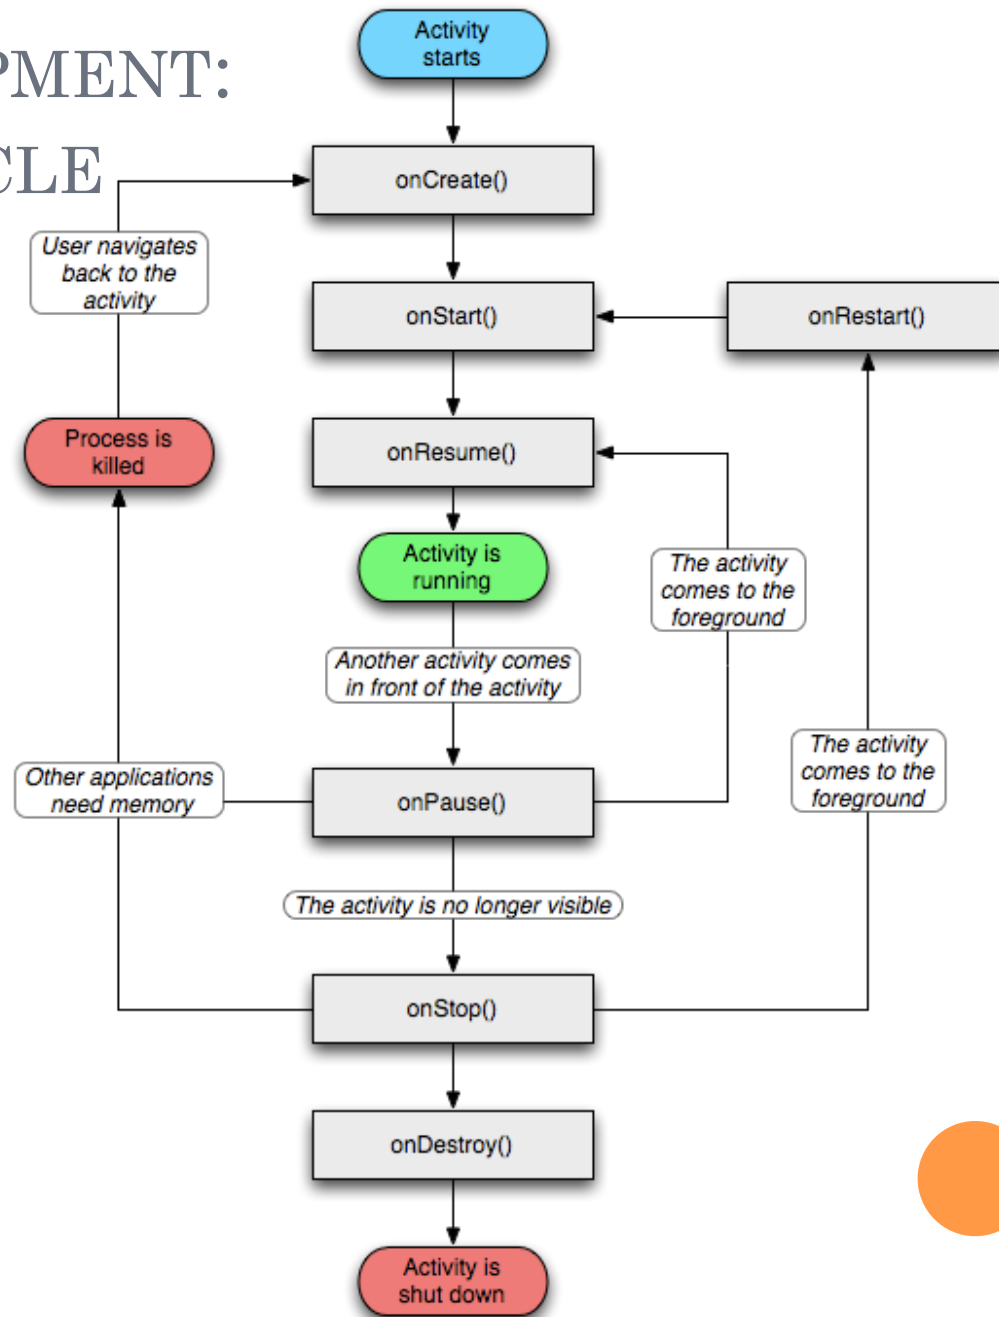 Activity
starts
PMENT:
CLE
onCreate()
User navigates
back to the
activity
onStart()
onRestart()
Process is
killed
onResume()
Activity is
running
The activity
comes to the
foreground
Another activity comes
in front of the activity
The activity
comes to the
foreground
Other applications
need memory
onPause()
The activity is no longer visible
onStop()
onDestroy()
Activity is
shut down